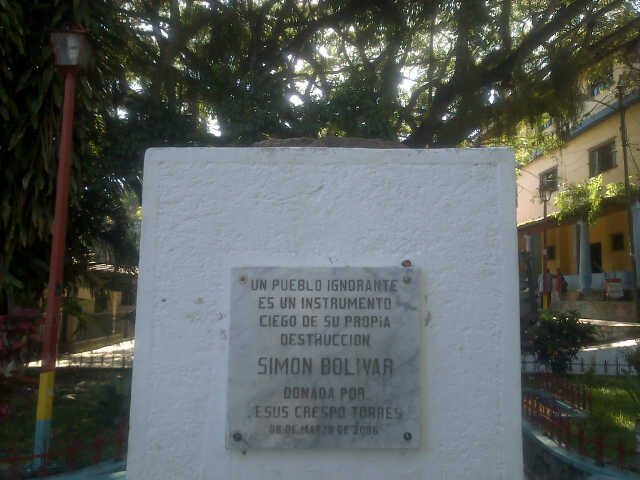 UN PUEBLO IGNORANTE
ES UN INSTRUMENTO
CIEGO DE SU PROPIA
DESTRUCCION
SIMON BOLIVAR
DONADA POR
ESUS CRESPO TORRES
08 DE MARZO DE 2006